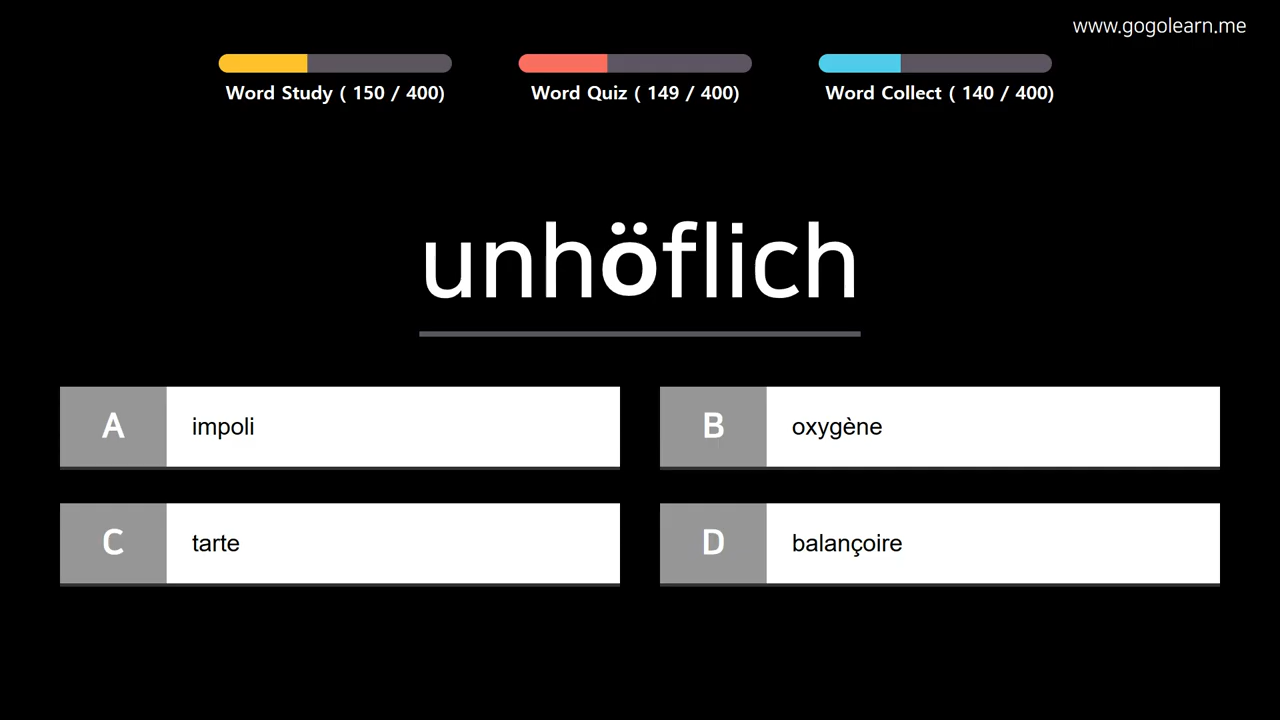 www.gogolearn.me
Word Study ( 150 / 400)
Word Quiz ( 149 / 400)
Word Collect ( 140 / 400)
unhöflich
A
impoli
B
oxygène
C
tarte
D
balançoire